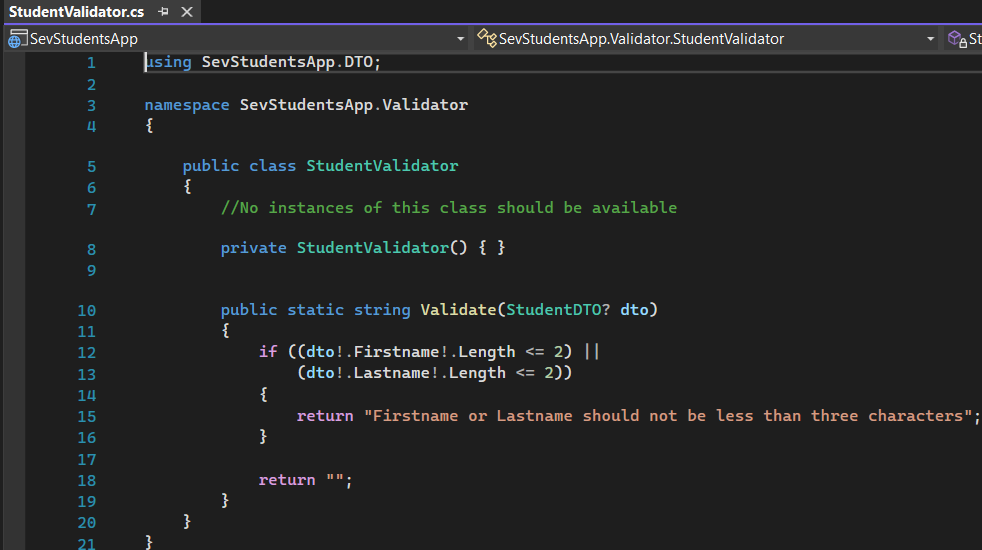 StudentValidator.cs
SevStudentsApp SevStudentsApp.Validator.StudentValidator St
1 using SevStudentsApp.DTO;
2
3 namespace SevStudentsApp.Validator
4 {
5 public class StudentValidator
6 {
7 //No instances of this class should be available
8 private StudentValidator() { }
9
10 public static string Validate(StudentDTO? dto)
11 {
12 if ((dto!.Firstname!.Length <= 2) ||
13 (dto!.Lastname!.Length <= 2))
14 {
15 return "Firstname or Lastname should not be less than three characters";
16 }
17
18 return "";
19 }
20 }
21 }